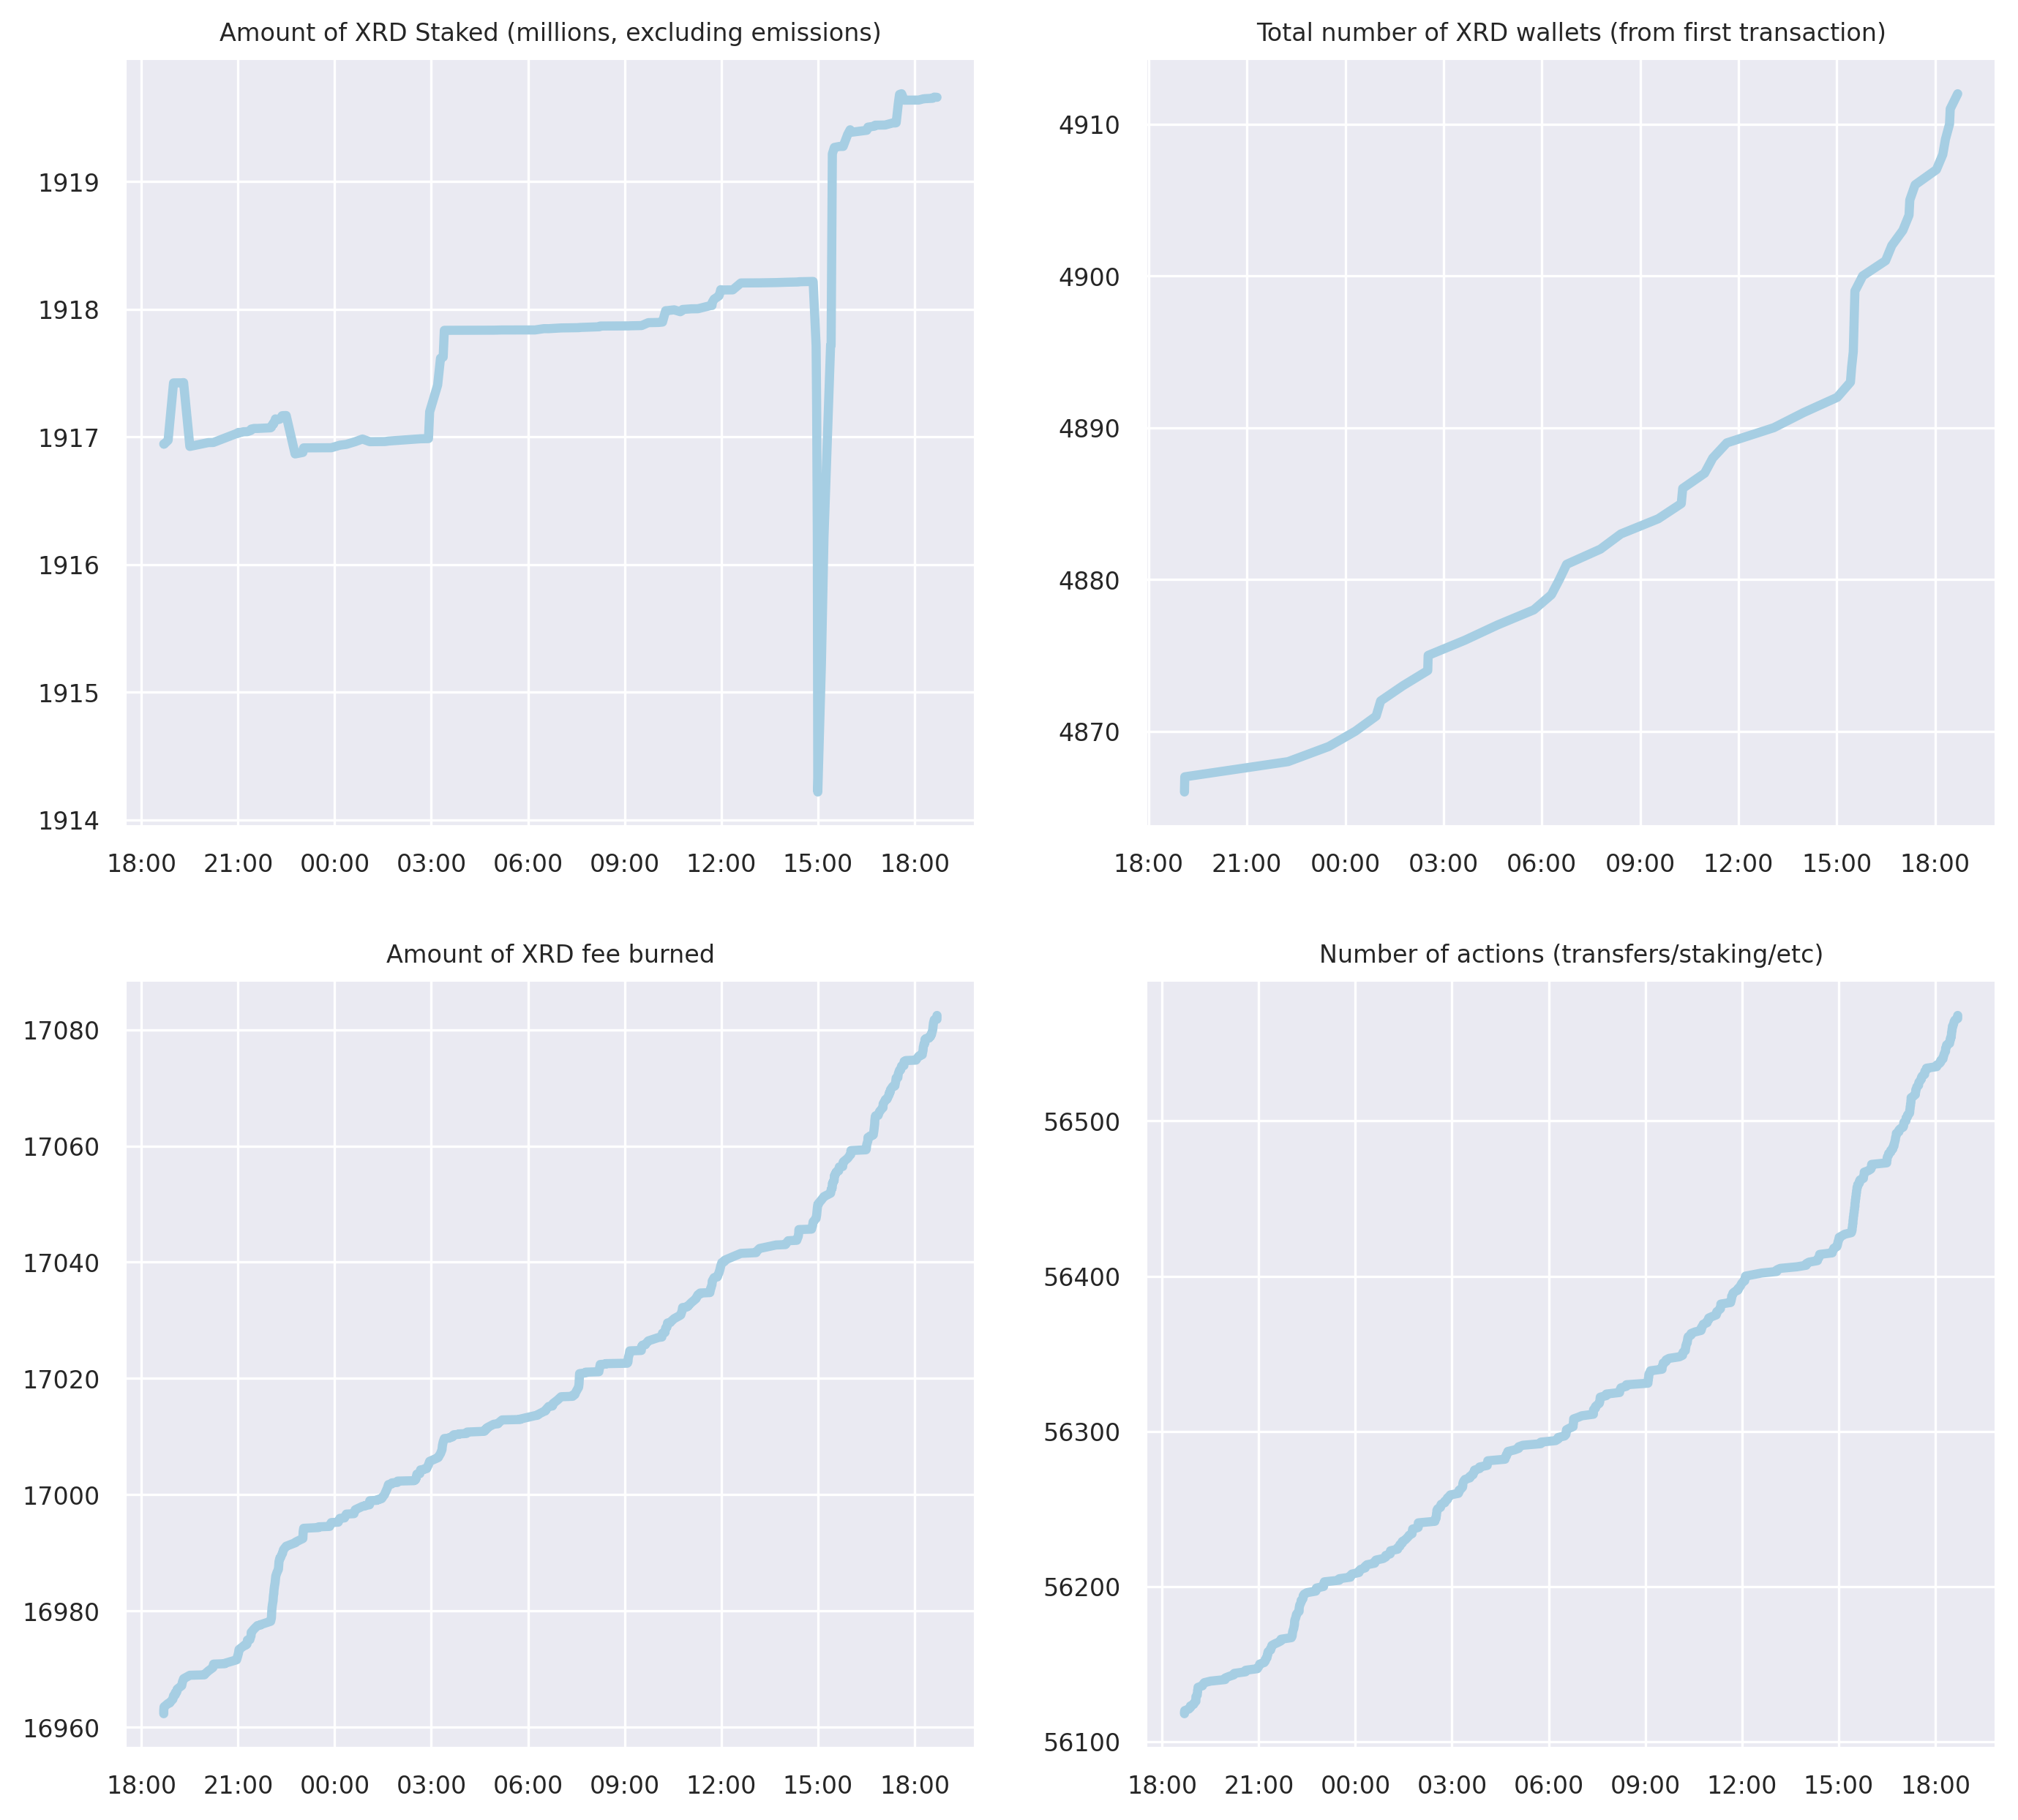 Amount of XRD Staked (millions, excluding emissions)
1919
1918
1917
1916
1915
1914
18:00 21:00 00:00 03:00 06:00 09:00 12:00 15:00 18:00
Total number of XRD wallets (from first transaction)
4910
4900
4890
4880
4870
18:00 21:00 00:00 03:00 06:00 09:00 12:00 15:00 18:00
Amount of XRD fee burned
17080
17060
17040
17020
17000
16980
16960
18:00 21:00 00:00 03:00 06:00 09:00 12:00 15:00 18:00
Number of actions (transfers/staking/etc)
56500
56400
56300
56200
56100
18:00 21:00 00:00 03:00 06:00 09:00 12:00 15:00 18:00